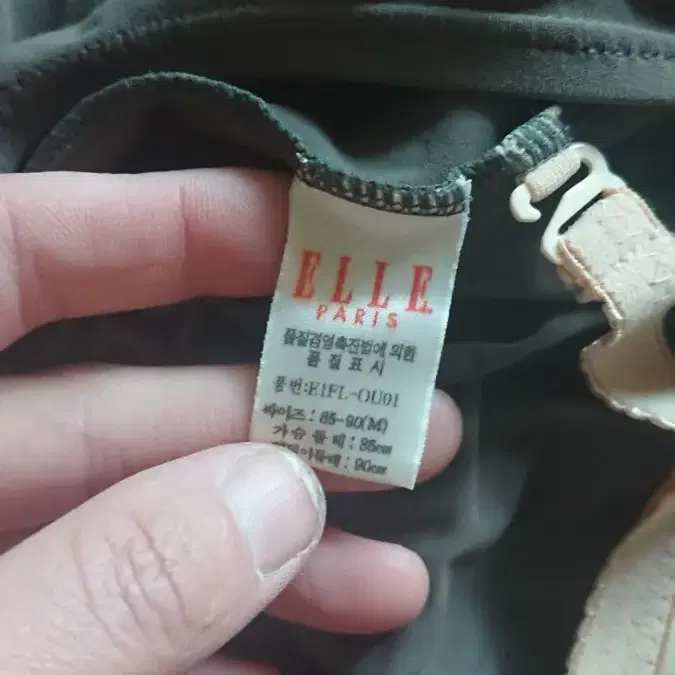 ELLE
PARIS
품질경영촉진법에 의한
품 질 표 시
품 번:E1FL-OU01
싸이즈 : 85-90(M)
가 슴 둘 레 : 85cm
엉덩이둘레 : 90cm